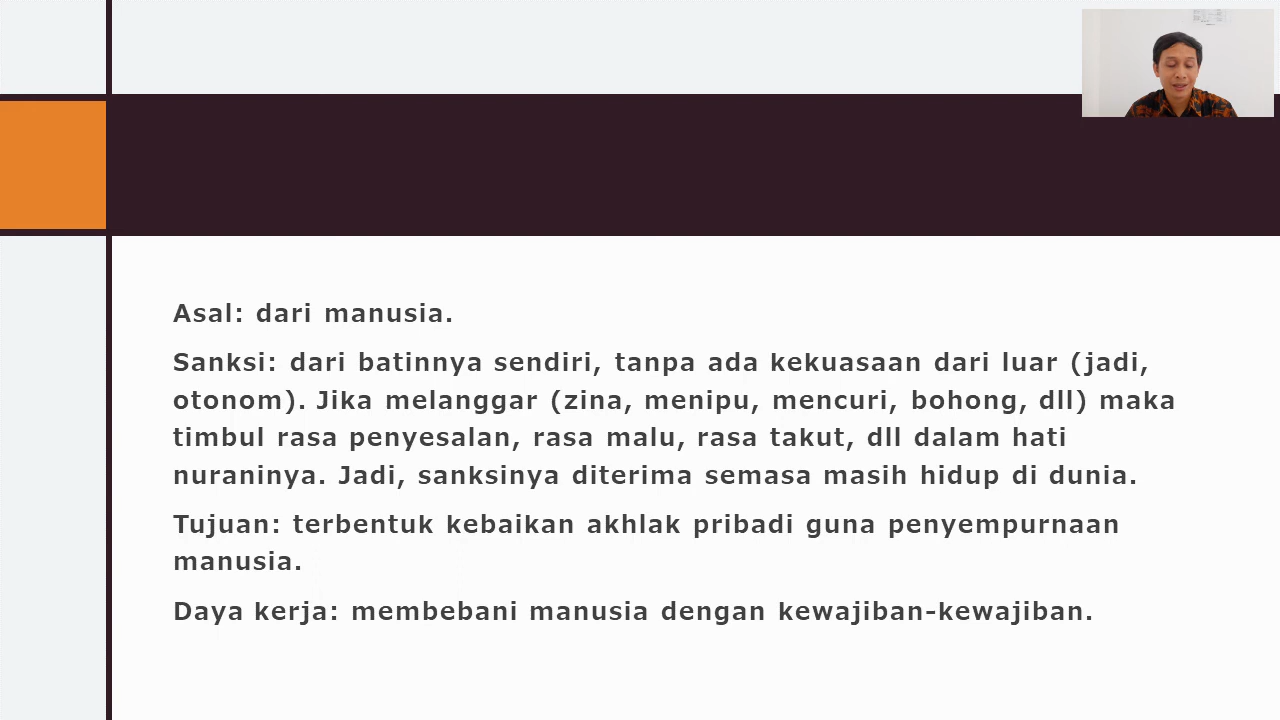 Asal: dari manusia.
Sanksi: dari batinnya sendiri, tanpa ada kekuasaan dari luar (jadi,
otonom). Jika melanggar (zina, menipu, mencuri, bohong, dll) maka
timbul rasa penyesalan, rasa malu, rasa takut, dll dalam hati
nuraninya. Jadi, sanksinya diterima semasa masih hidup di dunia.
Tujuan: terbentuk kebaikan akhlak pribadi guna penyempurnaan
manusia.
Daya kerja: membebani manusia dengan kewajiban-kewajiban.